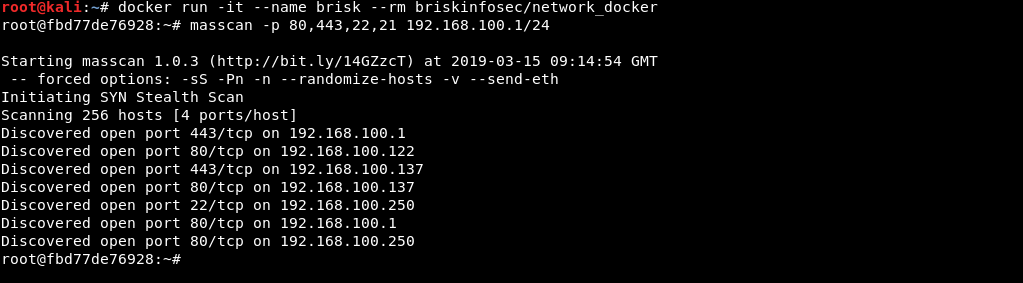 root@kali:~# docker run -it --name brisk --rm briskinfosec/network_docker
root@fbd77de76928:~# masscan -p 80,443,22,21 192.168.100.1/24
Starting masscan 1.0.3 (http://bit.ly/14GZzcT) at 2019-03-15 09:14:54 GMT
 -- forced options: -sS -Pn -n --randomize-hosts -v --send-eth
Initiating SYN Stealth Scan
Scanning 256 hosts [4 ports/host]
Discovered open port 443/tcp on 192.168.100.1
Discovered open port 80/tcp on 192.168.100.122
Discovered open port 443/tcp on 192.168.100.137
Discovered open port 80/tcp on 192.168.100.137
Discovered open port 22/tcp on 192.168.100.250
Discovered open port 80/tcp on 192.168.100.1
Discovered open port 80/tcp on 192.168.100.250
root@fbd77de76928:~#